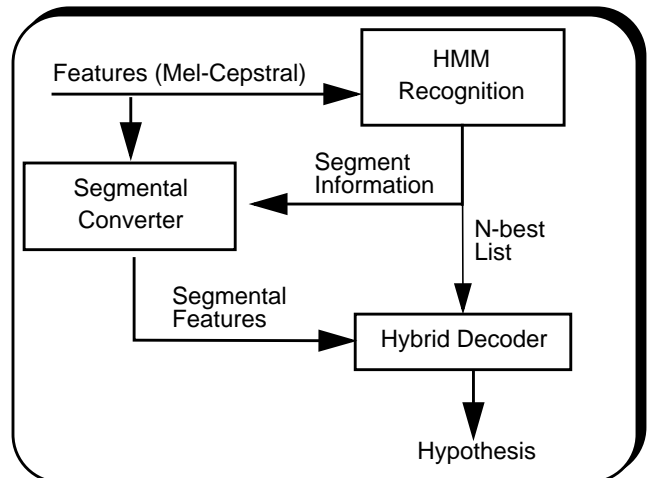 Features (Mel-Cepstral)
HMM
Recognition
Segment
Information
Segmental
Converter
N-best
List
Segmental
Features
Hybrid Decoder
Hypothesis